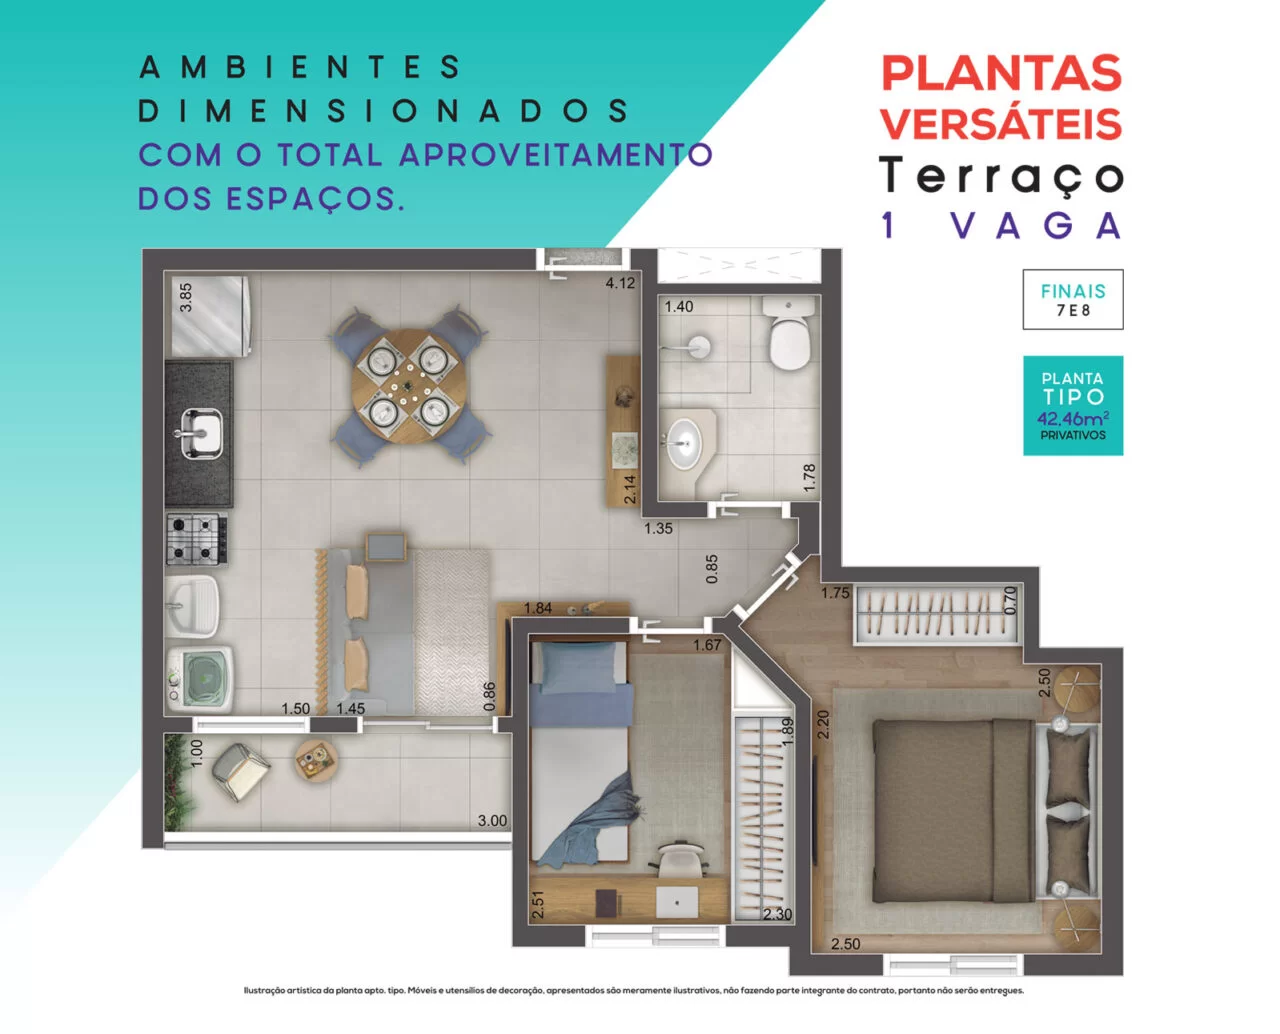 AMBIENTES
DIMENSIONADOS
COM O TOTAL APROVEITAMENTO
DOS ESPAÇOS.
PLANTAS
VERSÁTEIS
Terraço
1 VAGA
FINAIS
7 E 8
PLANTA
TIPO
42,46m²
PRIVATIVOS
3.85
4.12
1.40
1.78
2.14
1.35
0.85
1.84
1.67
1.75
0.70
2.50
1.50
1.45
0.86
1.89
2.20
1.00
3.00
2.51
2.30
2.50
Ilustração artística da planta apto. tipo. Móveis e utensílios de decoração, apresentados são meramente ilustrativos, não fazendo parte integrante do contrato, portanto não serão entregues.